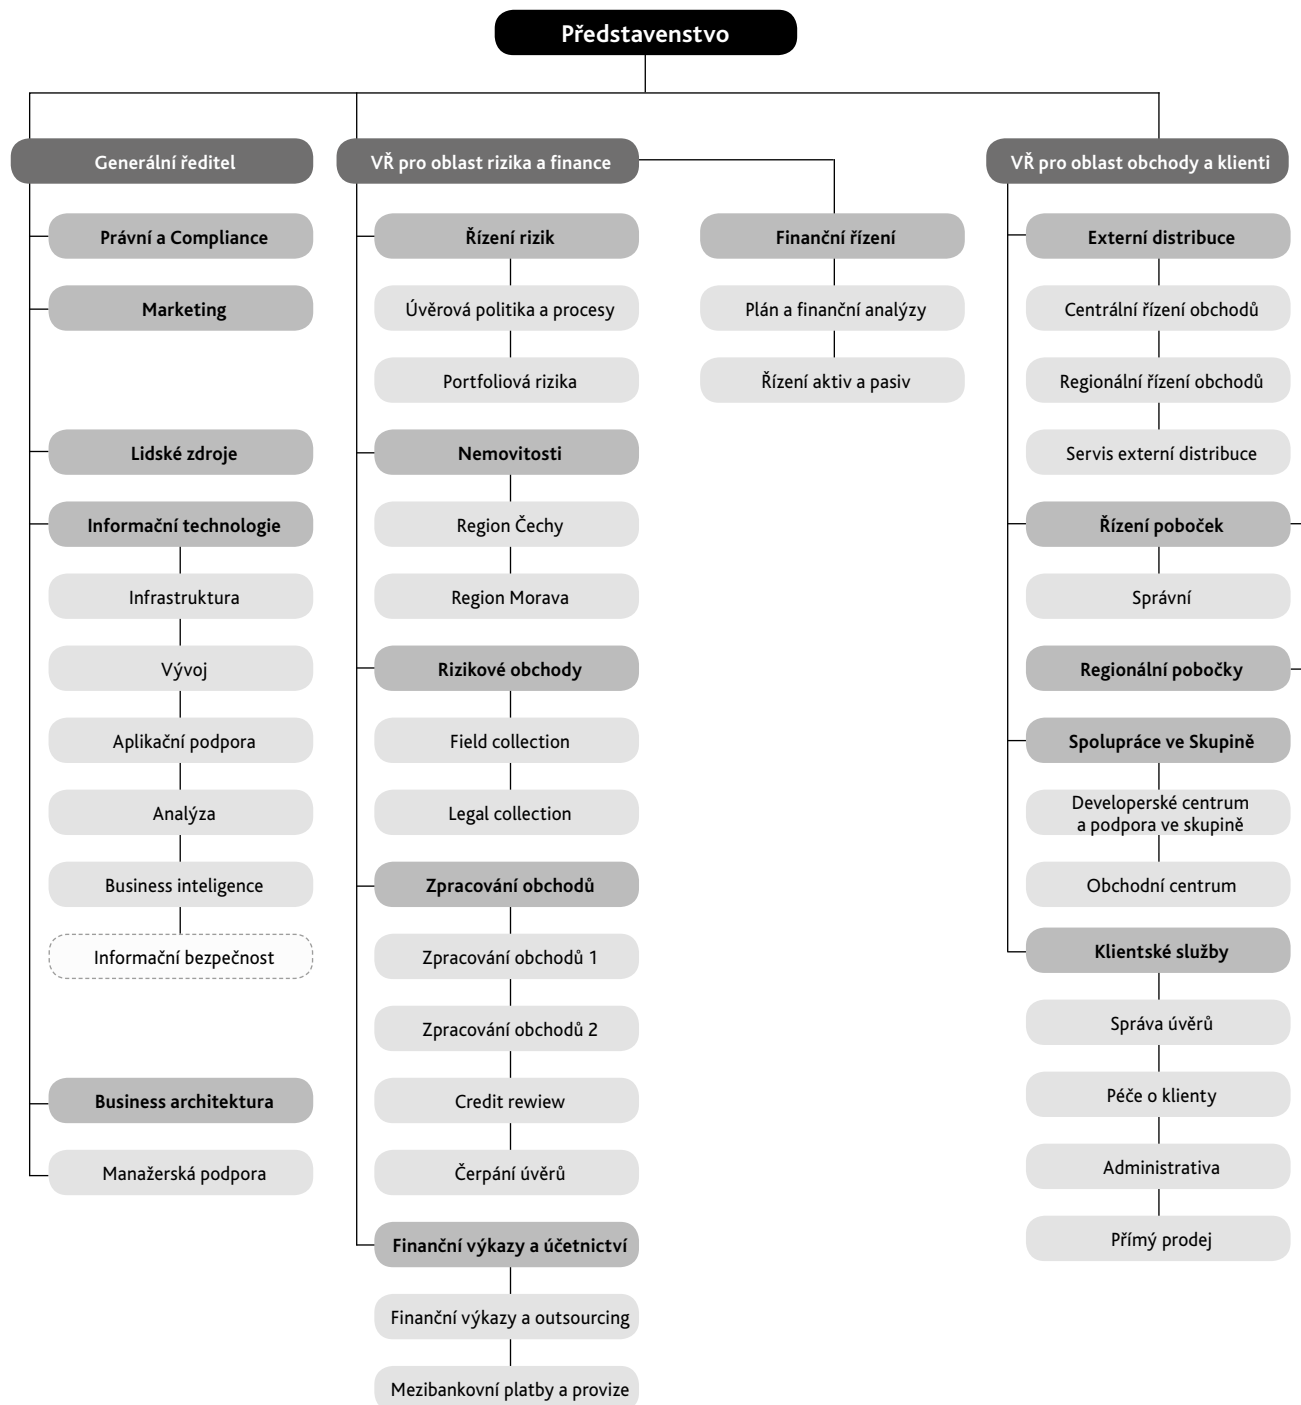 Představenstvo
Generální ředitel
Právní a Compliance
Marketing
Lidské zdroje
Informační technologie
Infrastruktura
Vývoj
Aplikační podpora
Analýza
Business inteligence
Informační bezpečnost
Business architektura
Manažerská podpora
VŘ pro oblast rizika a finance
Řízení rizik
Úvěrová politika a procesy
Portfoliová rizika
Nemovitosti
Region Čechy
Region Morava
Rizikové obchody
Field collection
Legal collection
Zpracování obchodů
Zpracování obchodů 1
Zpracování obchodů 2
Credit rewiew
Čerpání úvěrů
Finanční výkazy a účetnictví
Finanční výkazy a outsourcing
Mezibankovní platby a provize
Finanční řízení
Plán a finanční analýzy
Řízení aktiv a pasiv
VŘ pro oblast obchody a klienti
Externí distribuce
Centrální řízení obchodů
Regionální řízení obchodů
Servis externí distribuce
Řízení poboček
Správní
Regionální pobočky
Spolupráce ve Skupině
Developerské centrum
a podpora ve skupině
Obchodní centrum
Klientské služby
Správa úvěrů
Péče o klienty
Administrativa
Přímý prodej